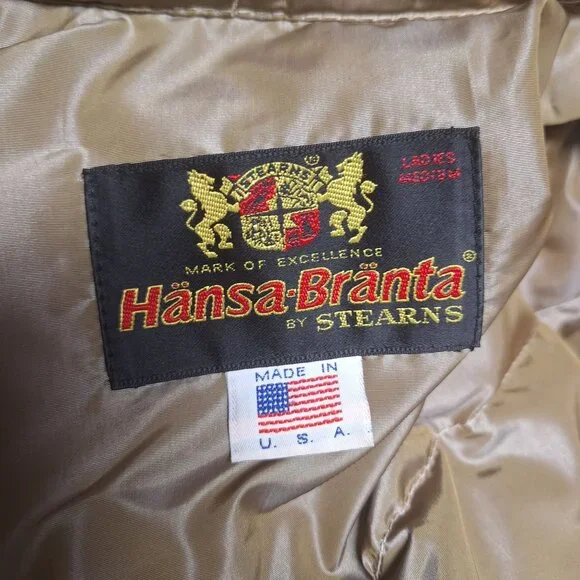 STEARNS
®
LADIES
MEDIUM
MARK OF EXCELLENCE
Hänsa-Bränta®
BY STEARNS
MADE IN
U. S. A.